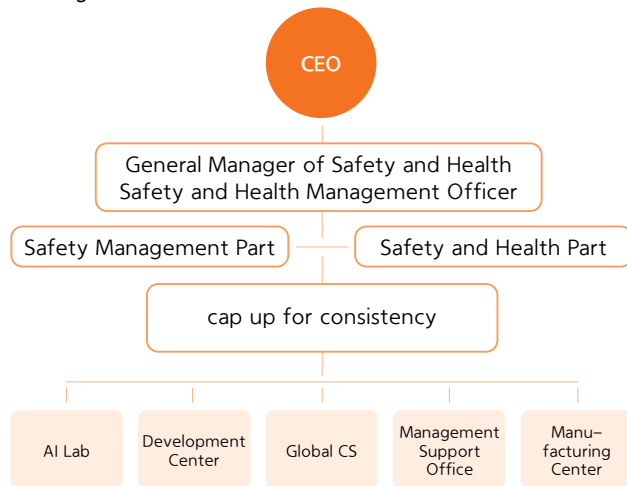 CEO
General Manager of Safety and Health
Safety and Health Management Officer
Safety Management Part
Safety and Health Part
cap up for consistency
AI Lab
Development
Center
Global CS
Management
Support
Office
Manu–
facturing
Center